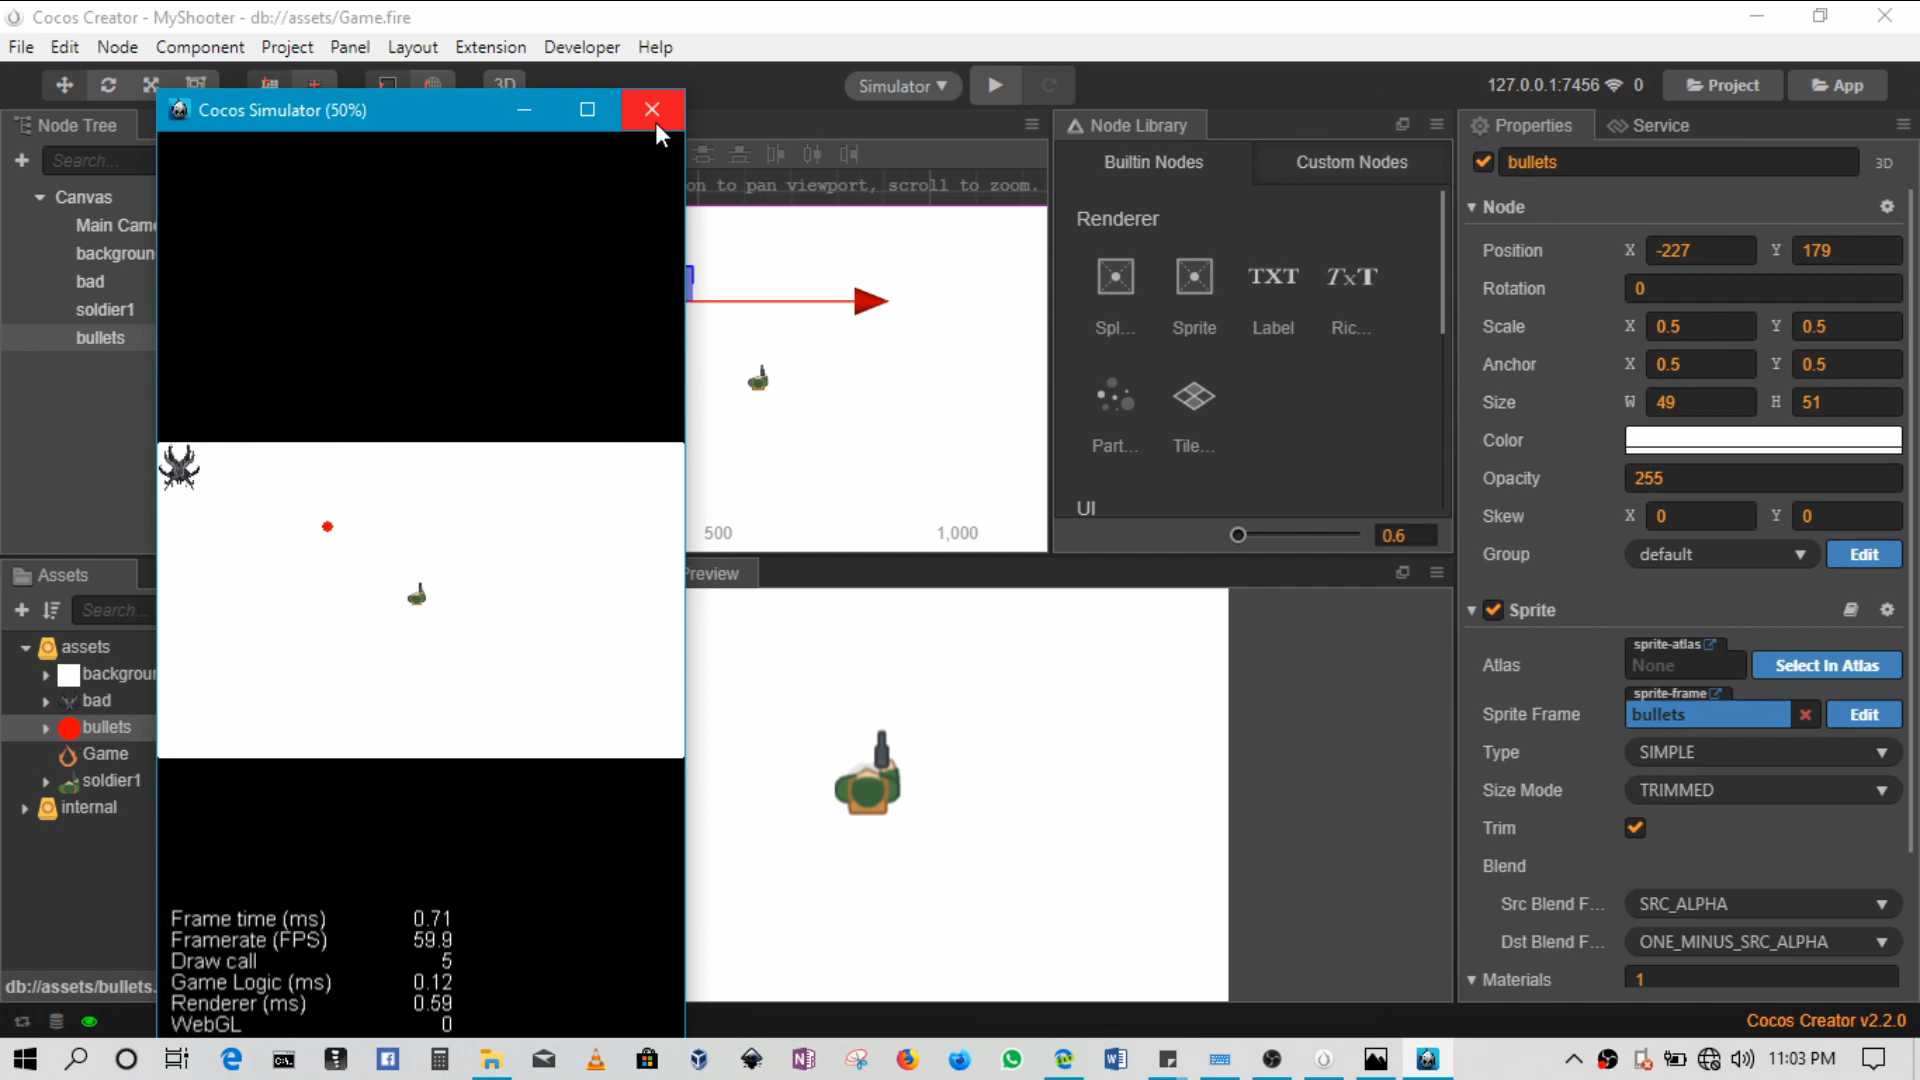 Cocos Creator - MyShooter - db://assets/Game.fire
File Edit Node Component Project Panel Layout Extension Developer Help
3D
Simulator
127.0.0.1:7456 0
Project
App
Cocos Simulator (50%)
Node Tree
Search...
Canvas
Main Came
backgroun
bad
soldier1
bullets
on to pan viewport, scroll to zoom.
500
1,000
Node Library
Builtin Nodes
Custom Nodes
Renderer
Spl...
Sprite
TXT
Label
TxT
Ric...
Part...
Tile...
UI
0.6
Assets
Search...
assets
backgroun
bad
bullets
Game
soldier1
internal
db://assets/bullets.
Preview
Frame time (ms) 0.71
Framerate (FPS) 59.9
Draw call 5
Game Logic (ms) 0.12
Renderer (ms) 0.59
WebGL 0
Properties
Service
bullets
3D
Node
Position X -227 Y 179
Rotation 0
Scale X 0.5 Y 0.5
Anchor X 0.5 Y 0.5
Size W 49 H 51
Color
Opacity 255
Skew X 0 Y 0
Group default Edit
Sprite
sprite-atlas
Atlas None Select In Atlas
sprite-frame
Sprite Frame bullets Edit
Type SIMPLE
Size Mode TRIMMED
Trim
Blend
Src Blend F... SRC_ALPHA
Dst Blend F... ONE_MINUS_SRC_ALPHA
Materials 1
Cocos Creator v2.2.0
11:03 PM